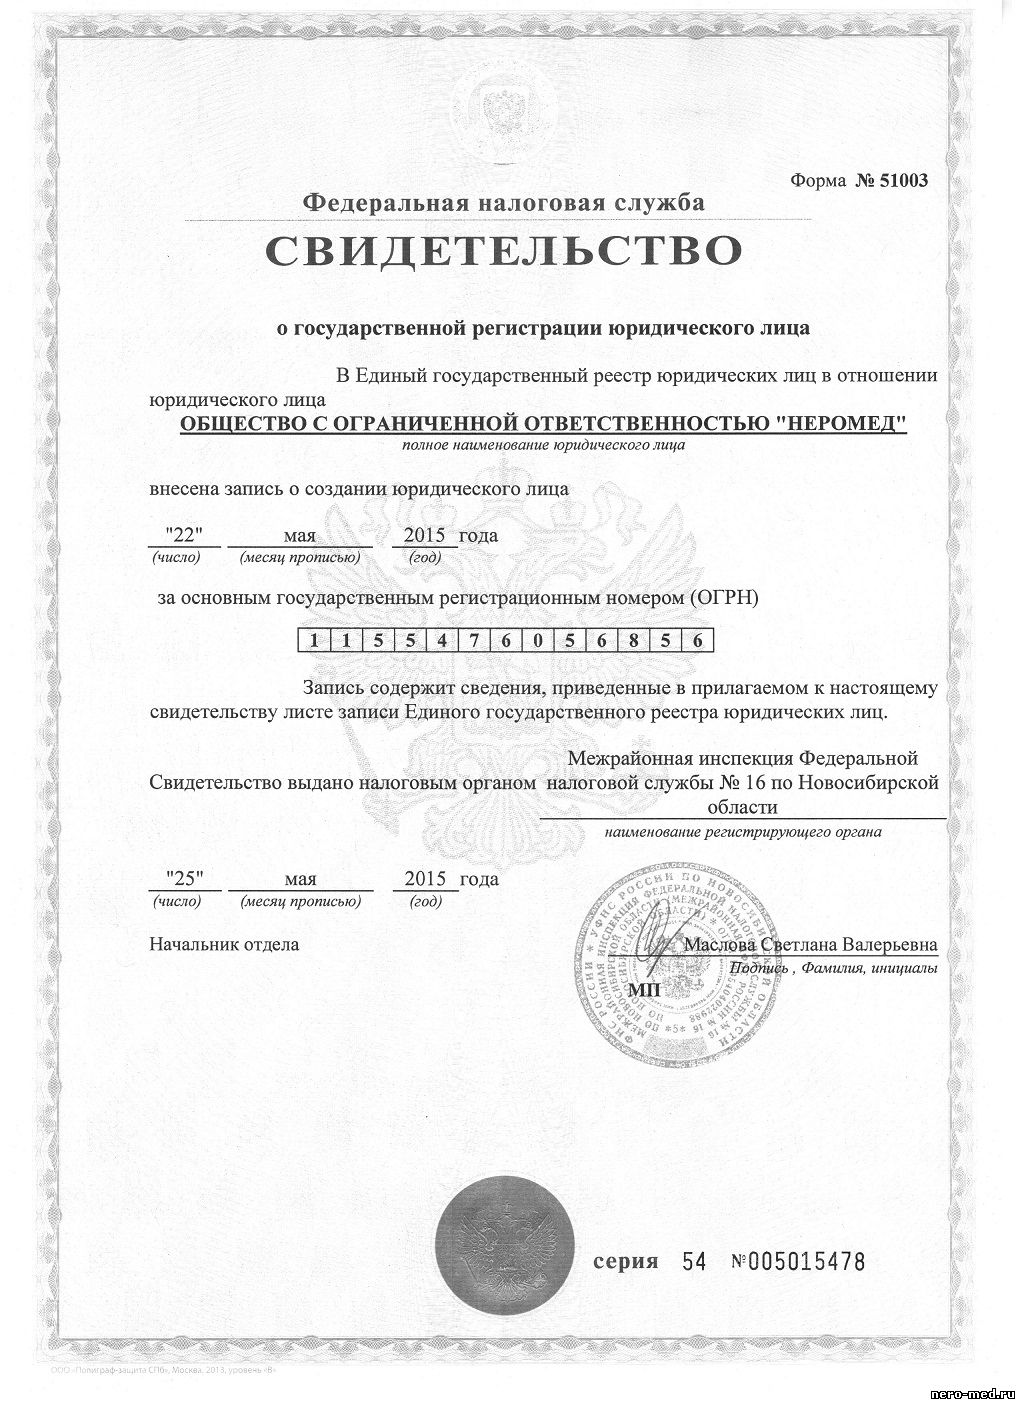 Форма № 51003
Федеральная налоговая служба
СВИДЕТЕЛЬСТВО
о государственной регистрации юридического лица
В Единый государственный реестр юридических лиц в отношении
юридического лица
ОБЩЕСТВО С ОГРАНИЧЕННОЙ ОТВЕТСТВЕННОСТЬЮ "НЕРОМЕД"
полное наименование юридического лица
внесена запись о создании юридического лица
"22" мая 2015 года
(число) (месяц прописью) (год)
за основным государственным регистрационным номером (ОГРН)
1 1 5 5 4 7 6 0 5 6 8 5 6
Запись содержит сведения, приведенные в прилагаемом к настоящему
свидетельству листе записи Единого государственного реестра юридических лиц.
Межрайонная инспекция Федеральной
Свидетельство выдано налоговым органом налоговой службы № 16 по Новосибирской
области
наименование регистрирующего органа
"25" мая 2015 года
(число) (месяц прописью) (год)
Начальник отдела Маслова Светлана Валерьевна
Подпись , Фамилия, инициалы
МП
серия 54 №005015478
ООО «Полиграф-защита СПб», Москва, 2013, уровень «В»
nero-med.ru